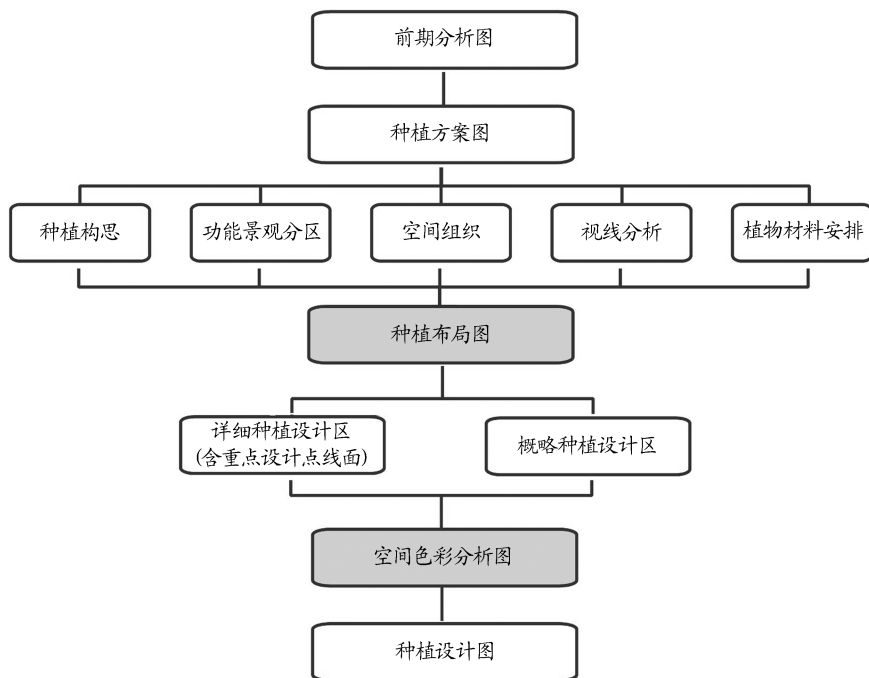 前期分析图
种植方案图
种植构思
功能景观分区
空间组织
视线分析
植物材料安排
种植布局图
详细种植设计区
(含重点设计点线面)
概略种植设计区
空间色彩分析图
种植设计图